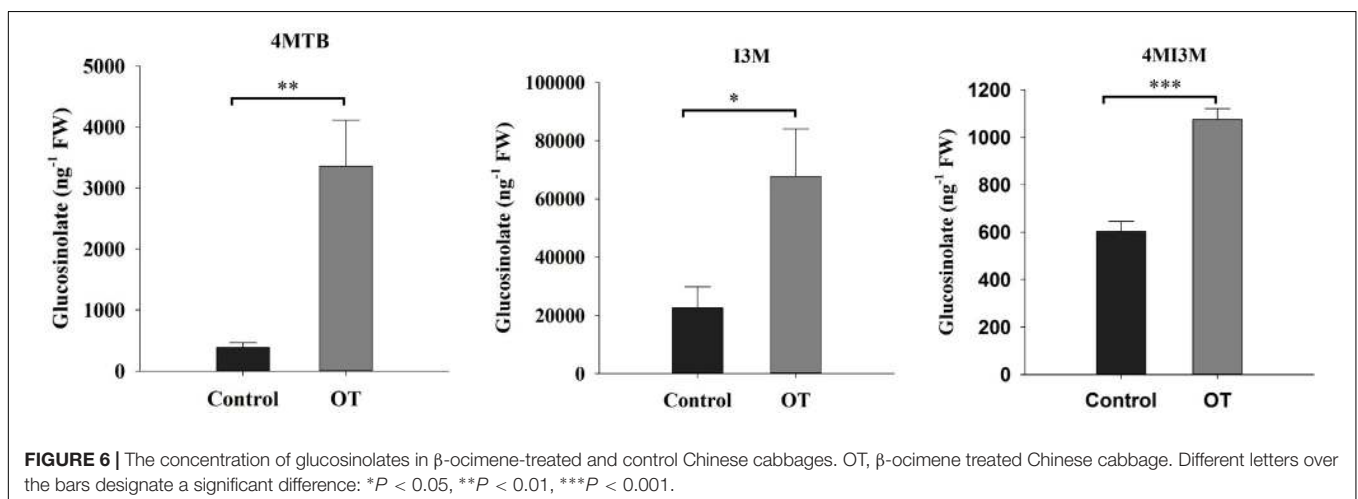 4MTB
5000
4000
3000
2000
1000
0
Glucosinolate (ng⁻¹ FW)
**
Control OT
I3M
100000
80000
60000
40000
20000
0
Glucosinolate (ng⁻¹ FW)
*
Control OT
4MI3M
1200
1000
800
600
400
200
0
Glucosinolate (ng⁻¹ FW)
***
Control OT
FIGURE 6 | The concentration of glucosinolates in β-ocimene-treated and control Chinese cabbages. OT, β-ocimene treated Chinese cabbage. Different letters over
the bars designate a significant difference: *P < 0.05, **P < 0.01, ***P < 0.001.